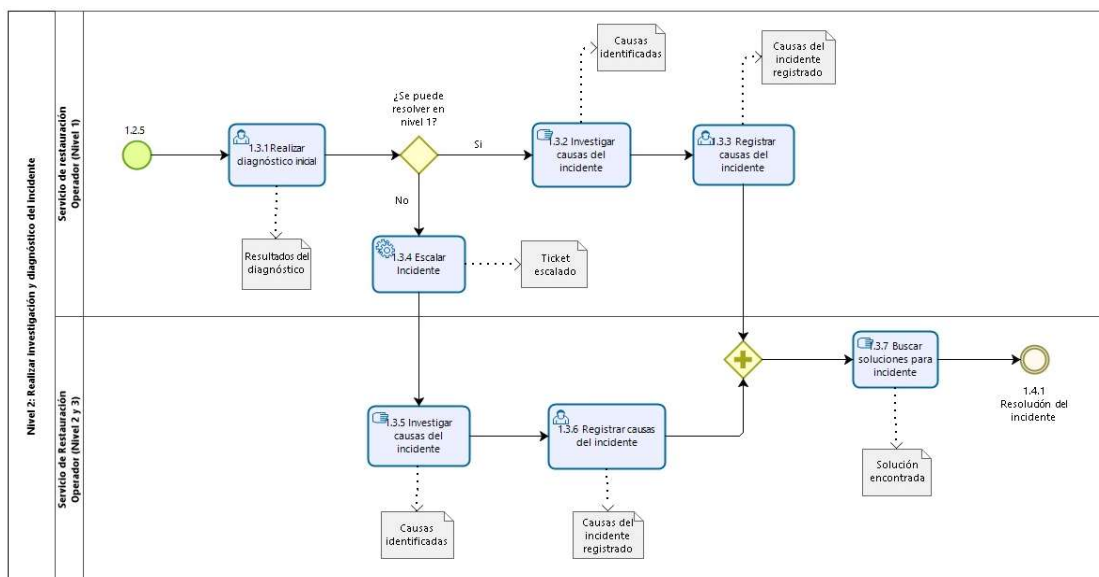 Nivel 2: Realizar investigación y diagnóstico del incidente
Servicio de restauración
Operador (Nivel 1)
1.2.5
1.3.1 Realizar
diagnóstico inicial
Resultados del
diagnóstico
¿Se puede
resolver en
nivel 1?
Si
No
1.3.2 Investigar
causas del
incidente
Causas
identificadas
1.3.3 Registrar
causas del
incidente
Causas del
incidente
registrado
1.3.4 Escalar
Incidente
Ticket
escalado
Servicio de Restauración
Operador (Nivel 2 y 3)
1.3.5 Investigar
causas del
incidente
Causas
identificadas
1.3.6 Registrar causas
del incidente
Causas del
incidente
registrado
1.3.7 Buscar
soluciones para
incidente
Solución
encontrada
1.4.1
Resolución del
incidente